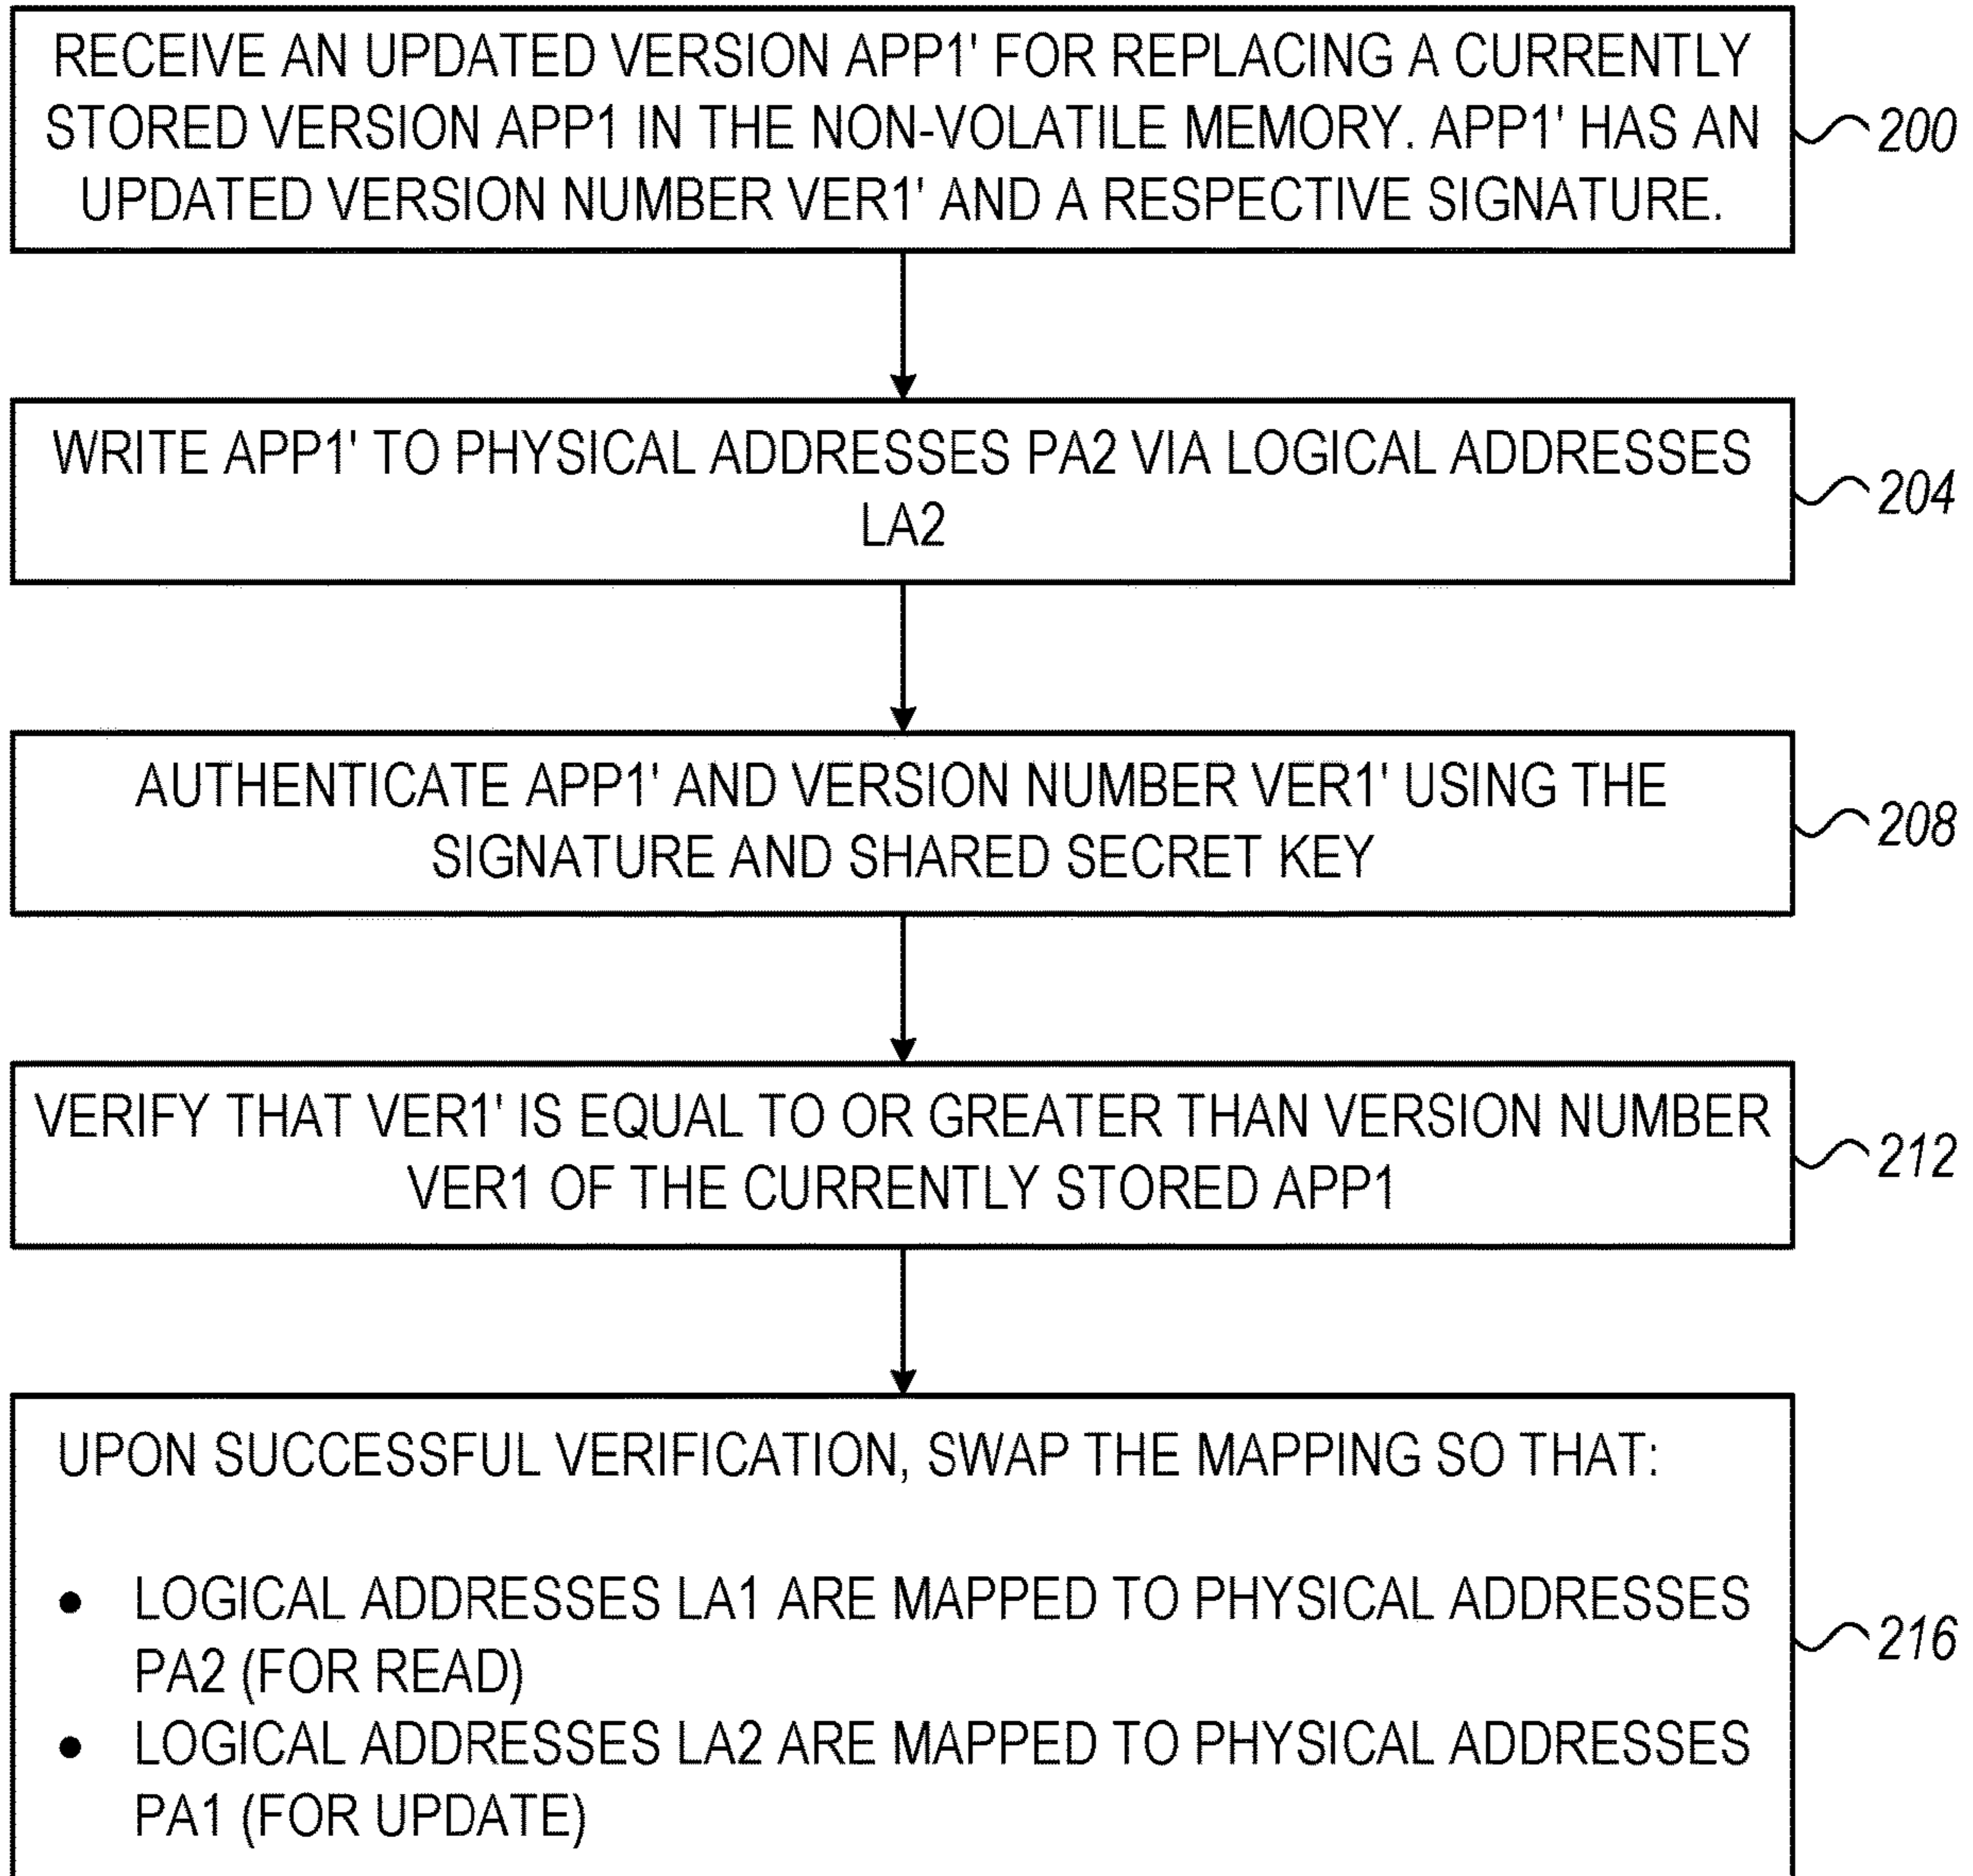 RECEIVE AN UPDATED VERSION APP1' FOR REPLACING A CURRENTLY
STORED VERSION APP1 IN THE NON-VOLATILE MEMORY. APP1' HAS AN
UPDATED VERSION NUMBER VER1' AND A RESPECTIVE SIGNATURE.
200
WRITE APP1' TO PHYSICAL ADDRESSES PA2 VIA LOGICAL ADDRESSES
LA2
204
AUTHENTICATE APP1' AND VERSION NUMBER VER1' USING THE
SIGNATURE AND SHARED SECRET KEY
208
VERIFY THAT VER1' IS EQUAL TO OR GREATER THAN VERSION NUMBER
VER1 OF THE CURRENTLY STORED APP1
212
UPON SUCCESSFUL VERIFICATION, SWAP THE MAPPING SO THAT:
• LOGICAL ADDRESSES LA1 ARE MAPPED TO PHYSICAL ADDRESSES
PA2 (FOR READ)
• LOGICAL ADDRESSES LA2 ARE MAPPED TO PHYSICAL ADDRESSES
PA1 (FOR UPDATE)
216